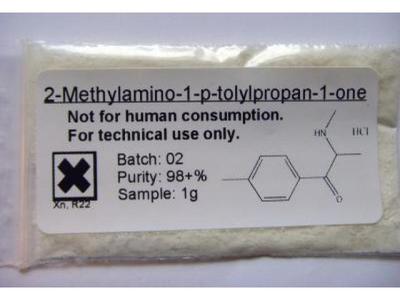 2-Methylamino-1-p-tolylpropan-1-one
Not for human consumption.
For technical use only.
Batch: 02
Purity: 98+%
Sample: 1g
Xn, R22
HN
HCl
O